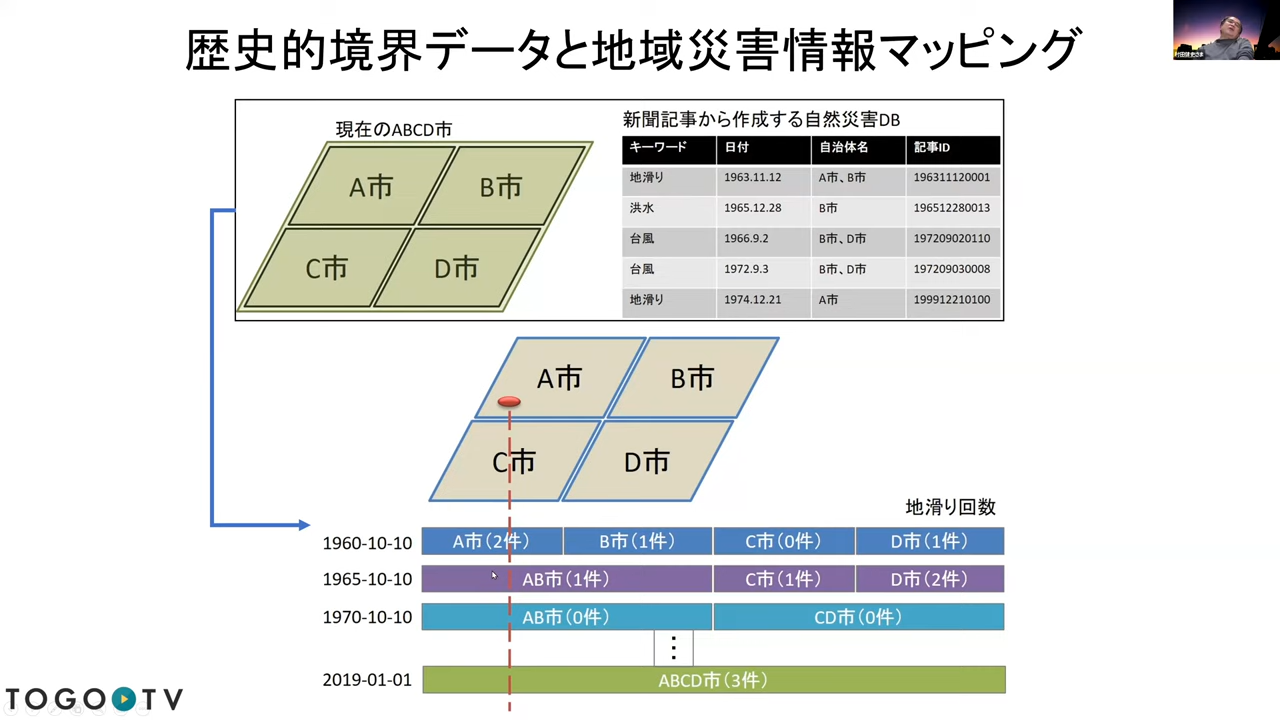 歴史的境界データと地域災害情報マッピング
村田健史さま
現在のABCD市
A市
B市
C市
D市
新聞記事から作成する自然災害DB
キーワード 日付 自治体名 記事ID
地滑り 1963.11.12 A市、B市 196311120001
洪水 1965.12.28 B市 196512280013
台風 1966.9.2 B市、D市 197209020110
台風 1972.9.3 B市、D市 197209030008
地滑り 1974.12.21 A市 199912210100
A市
B市
C市
D市
地滑り回数
1960-10-10 A市(2件) B市(1件) C市(0件) D市(1件)
1965-10-10 AB市(1件) C市(1件) D市(2件)
1970-10-10 AB市(0件) CD市(0件)
⋮
2019-01-01 ABCD市(3件)
TOGO TV